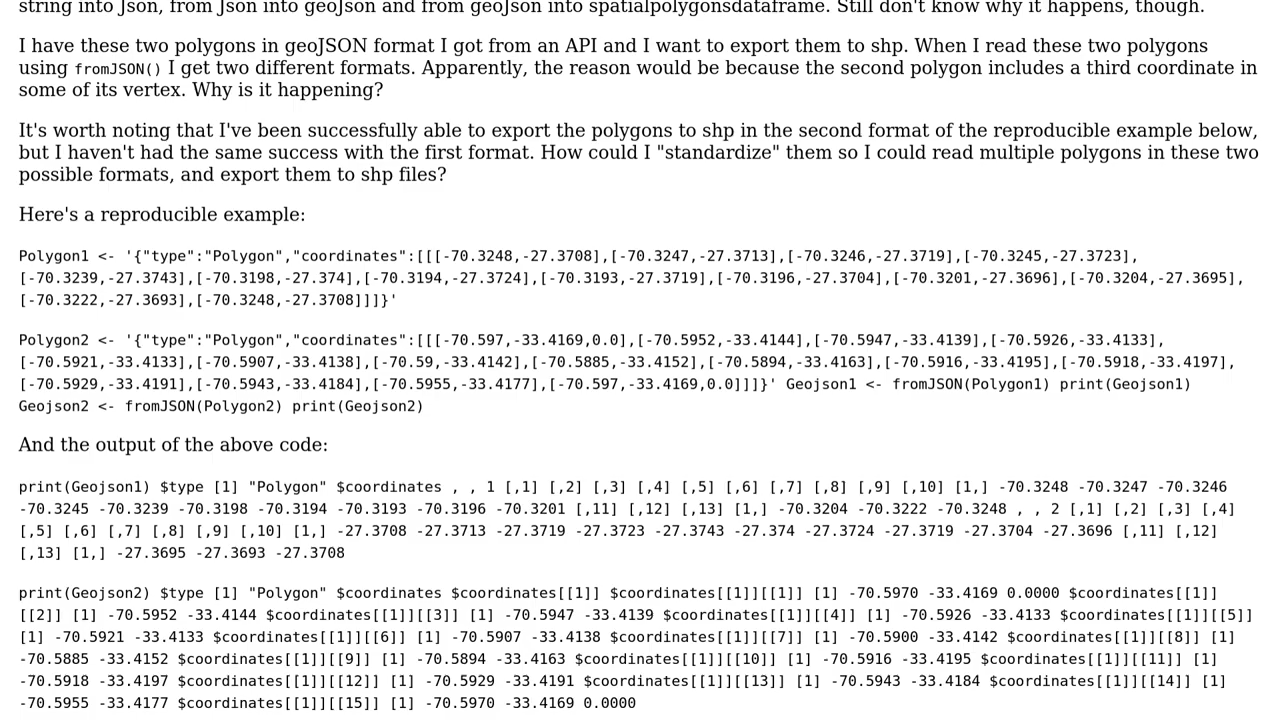 string into Json, from Json into geoJson and from geoJson into spatialpolygonsdataframe. Still don't know why it happens, though.
I have these two polygons in geoJSON format I got from an API and I want to export them to shp. When I read these two polygons
using fromJSON() I get two different formats. Apparently, the reason would be because the second polygon includes a third coordinate in
some of its vertex. Why is it happening?
It's worth noting that I've been successfully able to export the polygons to shp in the second format of the reproducible example below,
but I haven't had the same success with the first format. How could I "standardize" them so I could read multiple polygons in these two
possible formats, and export them to shp files?
Here's a reproducible example:
Polygon1 <- '{"type":"Polygon","coordinates":[[[-70.3248,-27.3708],[-70.3247,-27.3713],[-70.3246,-27.3719],[-70.3245,-27.3723],
[-70.3239,-27.3743],[-70.3198,-27.374],[-70.3194,-27.3724],[-70.3193,-27.3719],[-70.3196,-27.3704],[-70.3201,-27.3696],[-70.3204,-27.3695],
[-70.3222,-27.3693],[-70.3248,-27.3708]]]}'
Polygon2 <- '{"type":"Polygon","coordinates":[[[-70.597,-33.4169,0.0],[-70.5952,-33.4144],[-70.5947,-33.4139],[-70.5926,-33.4133],
[-70.5921,-33.4133],[-70.5907,-33.4138],[-70.59,-33.4142],[-70.5885,-33.4152],[-70.5894,-33.4163],[-70.5916,-33.4195],[-70.5918,-33.4197],
[-70.5929,-33.4191],[-70.5943,-33.4184],[-70.5955,-33.4177],[-70.597,-33.4169,0.0]]]}' Geojson1 <- fromJSON(Polygon1) print(Geojson1)
Geojson2 <- fromJSON(Polygon2) print(Geojson2)
And the output of the above code:
print(Geojson1) $type [1] "Polygon" $coordinates , , 1 [,1] [,2] [,3] [,4] [,5] [,6] [,7] [,8] [,9] [,10] [1,] -70.3248 -70.3247 -70.3246
-70.3245 -70.3239 -70.3198 -70.3194 -70.3193 -70.3196 -70.3201 [,11] [,12] [,13] [1,] -70.3204 -70.3222 -70.3248 , , 2 [,1] [,2] [,3] [,4]
[,5] [,6] [,7] [,8] [,9] [,10] [1,] -27.3708 -27.3713 -27.3719 -27.3723 -27.3743 -27.374 -27.3724 -27.3719 -27.3704 -27.3696 [,11] [,12]
[,13] [1,] -27.3695 -27.3693 -27.3708
print(Geojson2) $type [1] "Polygon" $coordinates $coordinates[[1]] $coordinates[[1]][[1]] [1] -70.5970 -33.4169 0.0000 $coordinates[[1]]
[[2]] [1] -70.5952 -33.4144 $coordinates[[1]][[3]] [1] -70.5947 -33.4139 $coordinates[[1]][[4]] [1] -70.5926 -33.4133 $coordinates[[1]][[5]]
[1] -70.5921 -33.4133 $coordinates[[1]][[6]] [1] -70.5907 -33.4138 $coordinates[[1]][[7]] [1] -70.5900 -33.4142 $coordinates[[1]][[8]] [1]
-70.5885 -33.4152 $coordinates[[1]][[9]] [1] -70.5894 -33.4163 $coordinates[[1]][[10]] [1] -70.5916 -33.4195 $coordinates[[1]][[11]] [1]
-70.5918 -33.4197 $coordinates[[1]][[12]] [1] -70.5929 -33.4191 $coordinates[[1]][[13]] [1] -70.5943 -33.4184 $coordinates[[1]][[14]] [1]
-70.5955 -33.4177 $coordinates[[1]][[15]] [1] -70.5970 -33.4169 0.0000